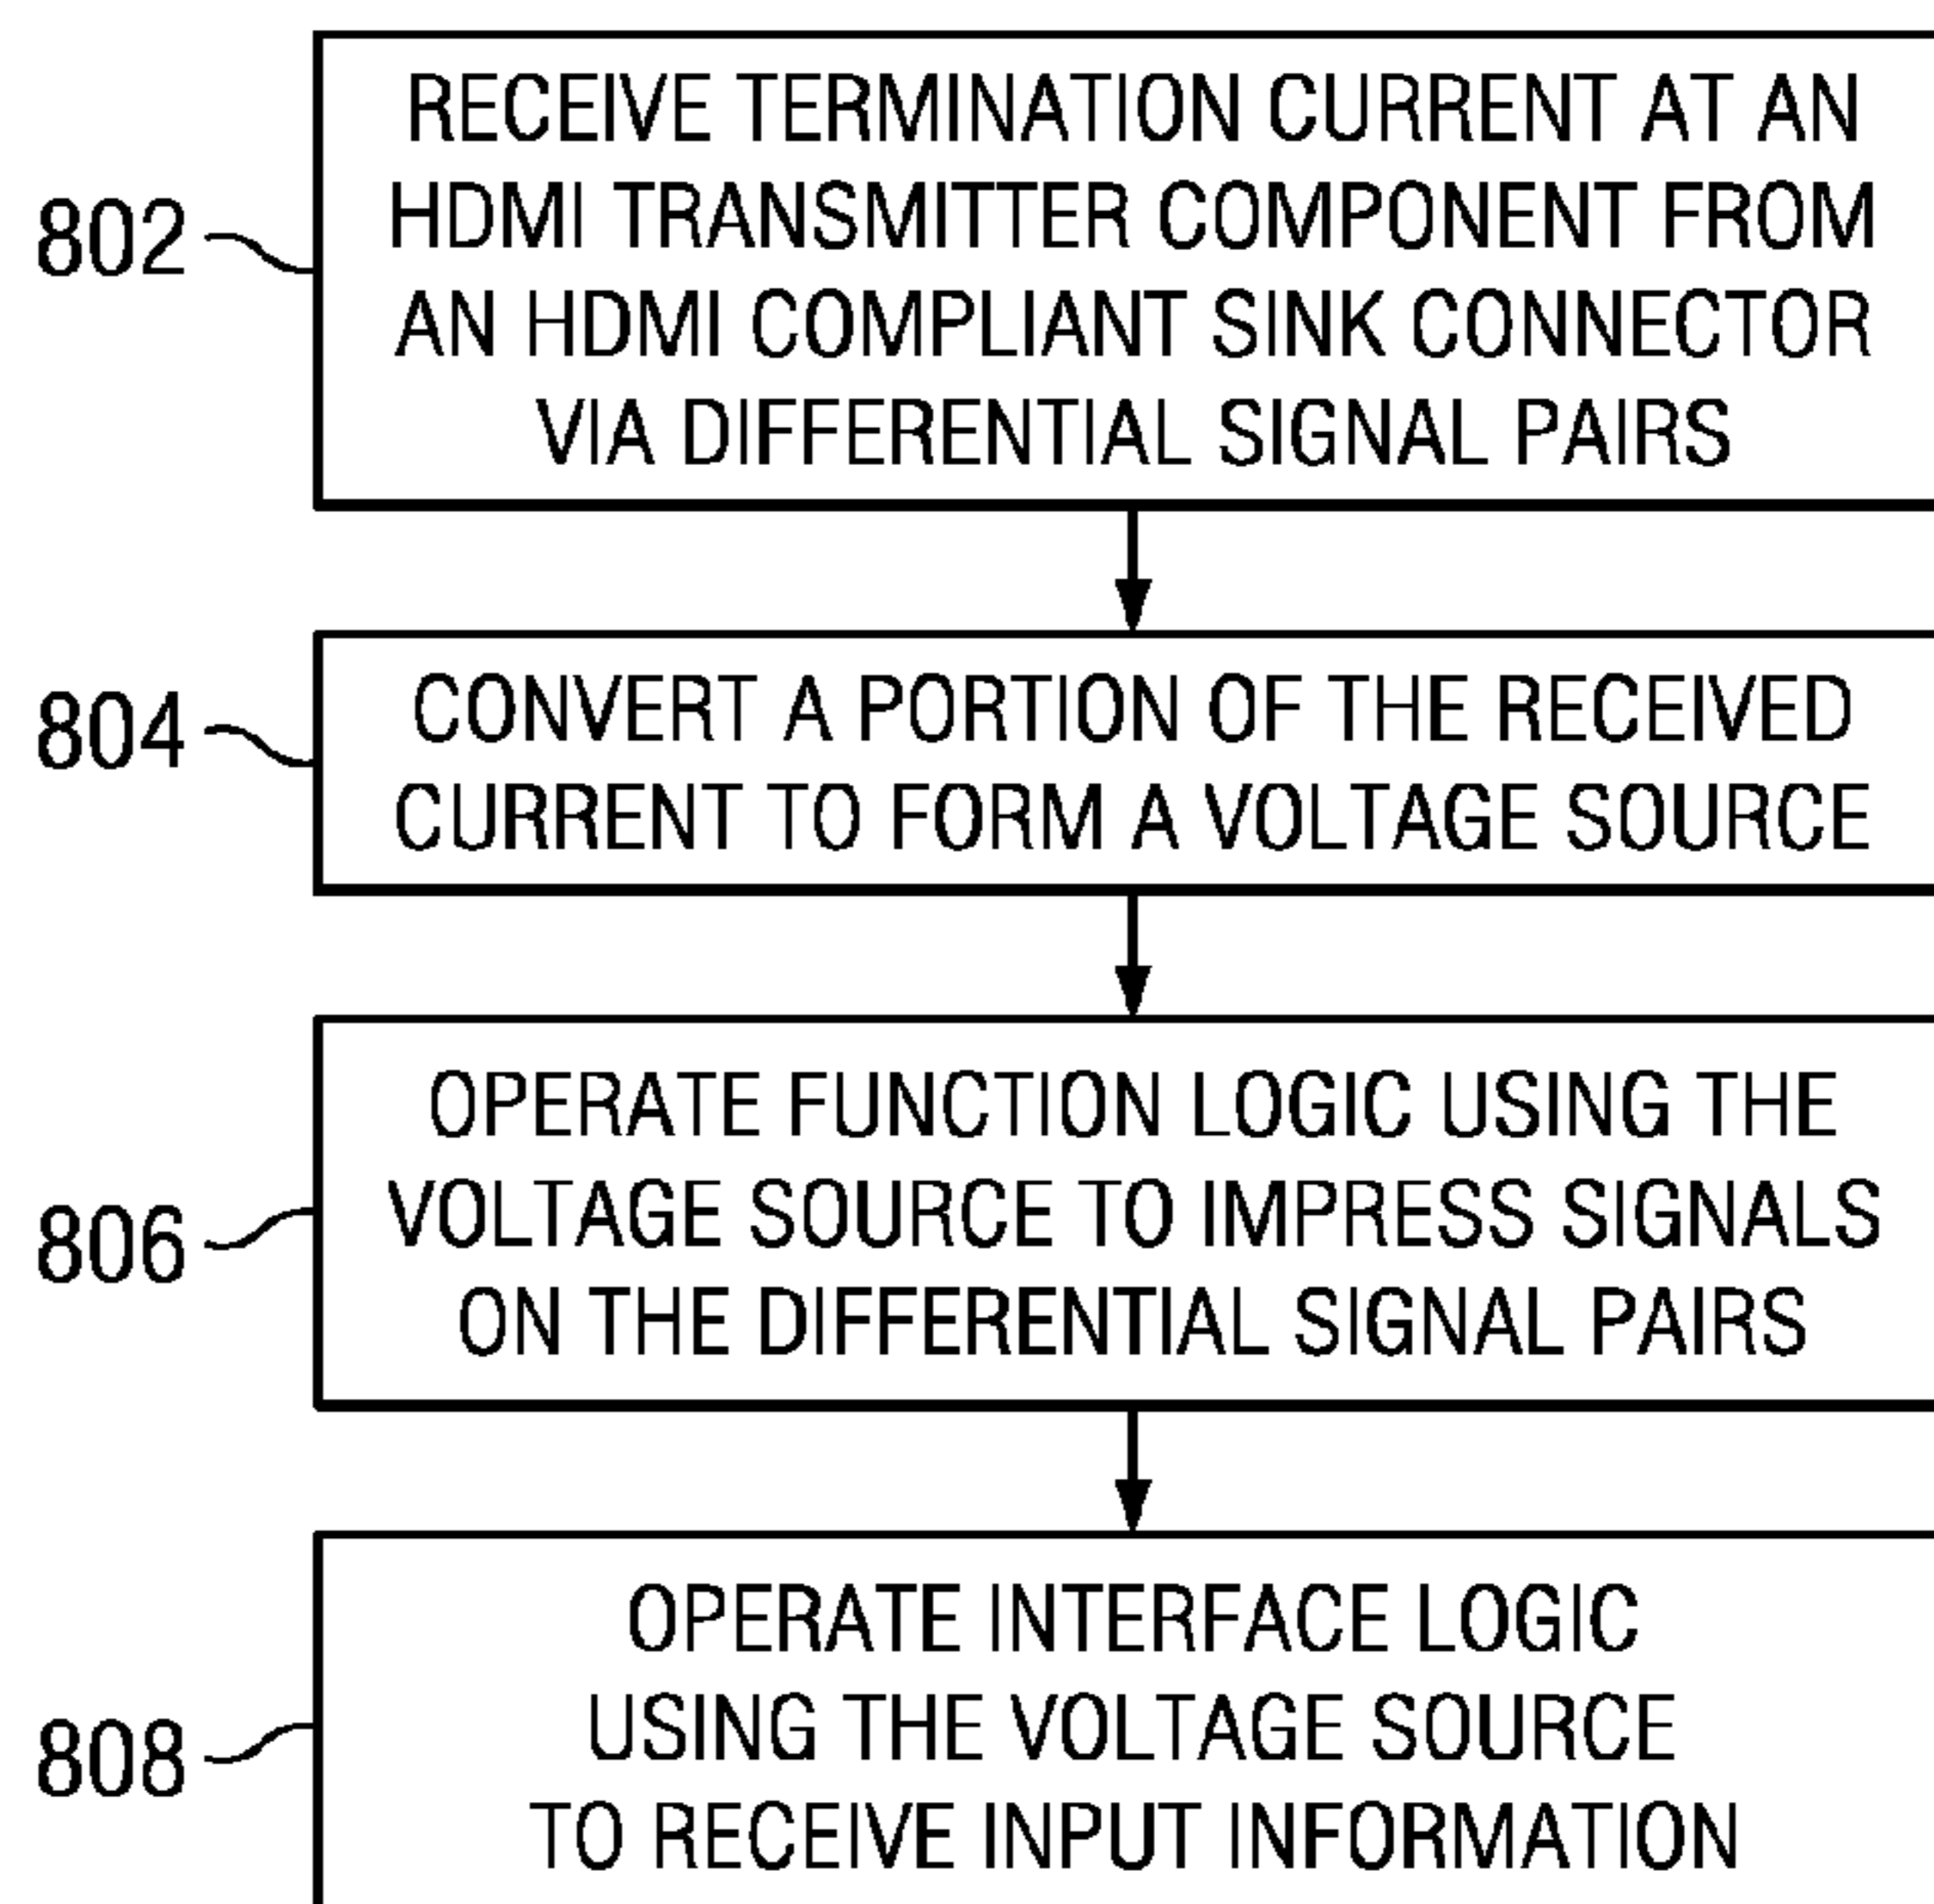 802
RECEIVE TERMINATION CURRENT AT AN
HDMI TRANSMITTER COMPONENT FROM
AN HDMI COMPLIANT SINK CONNECTOR
VIA DIFFERENTIAL SIGNAL PAIRS
804
CONVERT A PORTION OF THE RECEIVED
CURRENT TO FORM A VOLTAGE SOURCE
806
OPERATE FUNCTION LOGIC USING THE
VOLTAGE SOURCE TO IMPRESS SIGNALS
ON THE DIFFERENTIAL SIGNAL PAIRS
808
OPERATE INTERFACE LOGIC
USING THE VOLTAGE SOURCE
TO RECEIVE INPUT INFORMATION